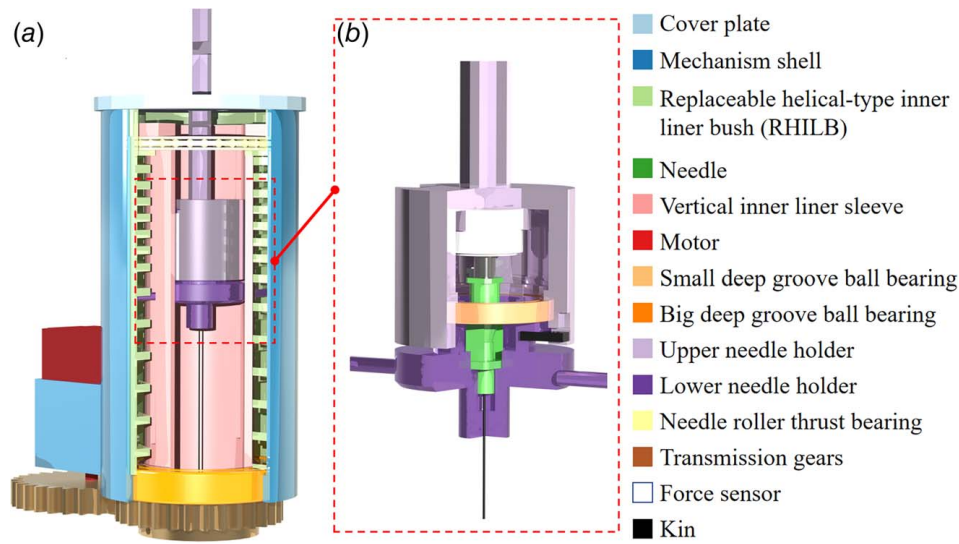 (a)
(b)
Cover plate
Mechanism shell
Replaceable helical-type inner
liner bush (RHILB)
Needle
Vertical inner liner sleeve
Motor
Small deep groove ball bearing
Big deep groove ball bearing
Upper needle holder
Lower needle holder
Needle roller thrust bearing
Transmission gears
Force sensor
Kin